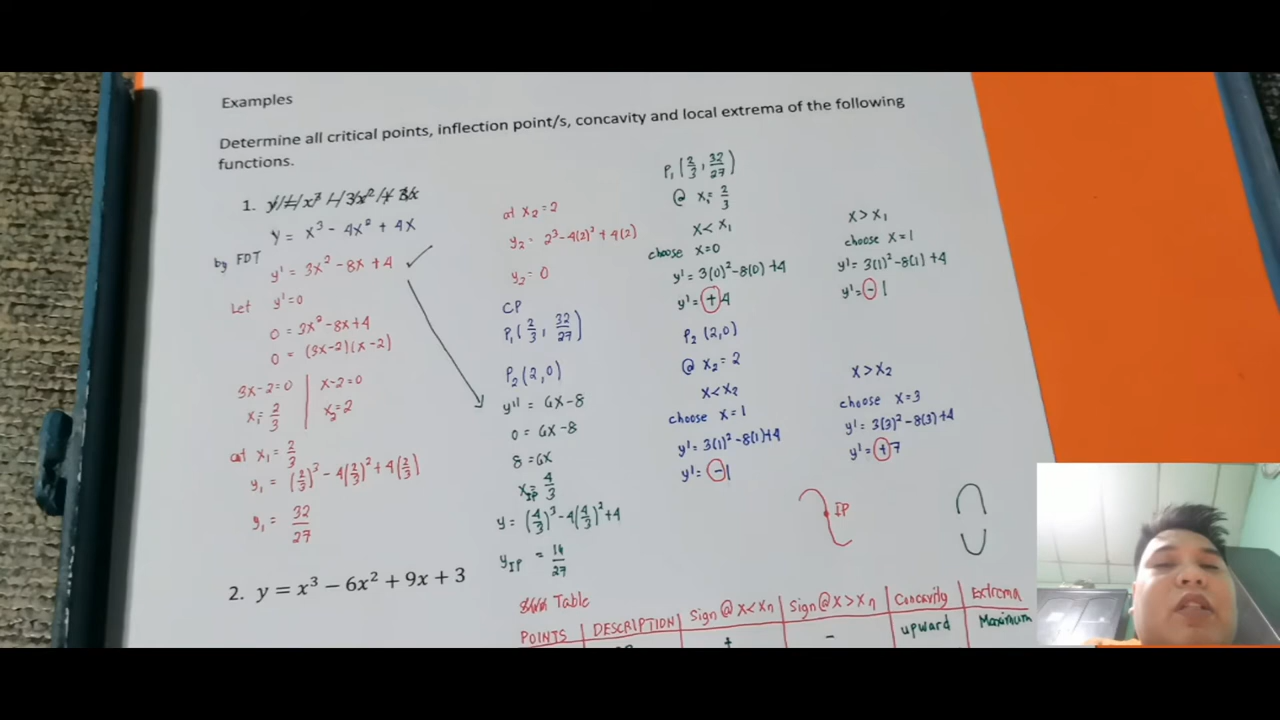 Examples
Determine all critical points, inflection point/s, concavity and local extrema of the following
functions.
1.
y = x³ - 4x² + 4x
by FDT
y' = 3x² - 8x + 4
Let y' = 0
0 = 3x² - 8x + 4
0 = (3x-2)(x-2)
3x-2=0 | x-2=0
x₁ = 2/3 | x₂ = 2
at x₁ = 2/3
y₁ = (2/3)³ - 4(2/3)² + 4(2/3)
y₁ = 32/27
2. y = x³ − 6x² + 9x + 3
at x₂ = 2
y₂ = 2³ - 4(2)² + 4(2)
y₂ = 0
CP
P₁(2/3, 32/27)
P₂(2,0)
y'' = 6x-8
0 = 6x-8
8 = 6x
x_IP = 4/3
y = (4/3)³ - 4(4/3)² + 4
y_IP = 16/27
P₁(2/3, 32/27)
@ x₁ = 2/3
x < x₁
choose x=0
y' = 3(0)² - 8(0) + 4
y' = +4
x > x₁
choose x=1
y' = 3(1)² - 8(1) + 4
y' = -1
P₂(2,0)
@ x₂ = 2
x < x₂
choose x=1
y' = 3(1)² - 8(1) + 4
y' = -1
x > x₂
choose x=3
y' = 3(3)² - 8(3) + 4
y' = +7
IP
Table
POINTS | DESCRIPTION | Sign @ x<xn | Sign @ x>xn | Concavity | Extrema
+ - upward Maximum